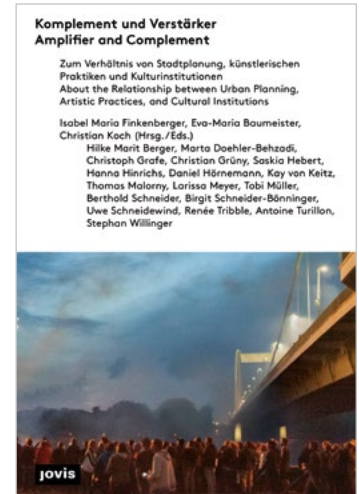 Komplement und Verstärker
Amplifier and Complement
Zum Verhältnis von Stadtplanung, künstlerischen
Praktiken und Kulturinstitutionen
About the Relationship between Urban Planning,
Artistic Practices, and Cultural Institutions
Isabel Maria Finkenberger, Eva-Maria Baumeister,
Christian Koch (Hrsg./Eds.)
Hilke Marit Berger, Marta Doehler-Behzadi,
Christoph Grafe, Christian Grüny, Saskia Hebert,
Hanna Hinrichs, Daniel Hörnemann, Kay von Keitz,
Thomas Malorny, Larissa Meyer, Tobi Müller,
Berthold Schneider, Birgit Schneider-Bönninger,
Uwe Schneidewind, Renée Tribble, Antoine Turillon,
Stephan Willinger
jovis